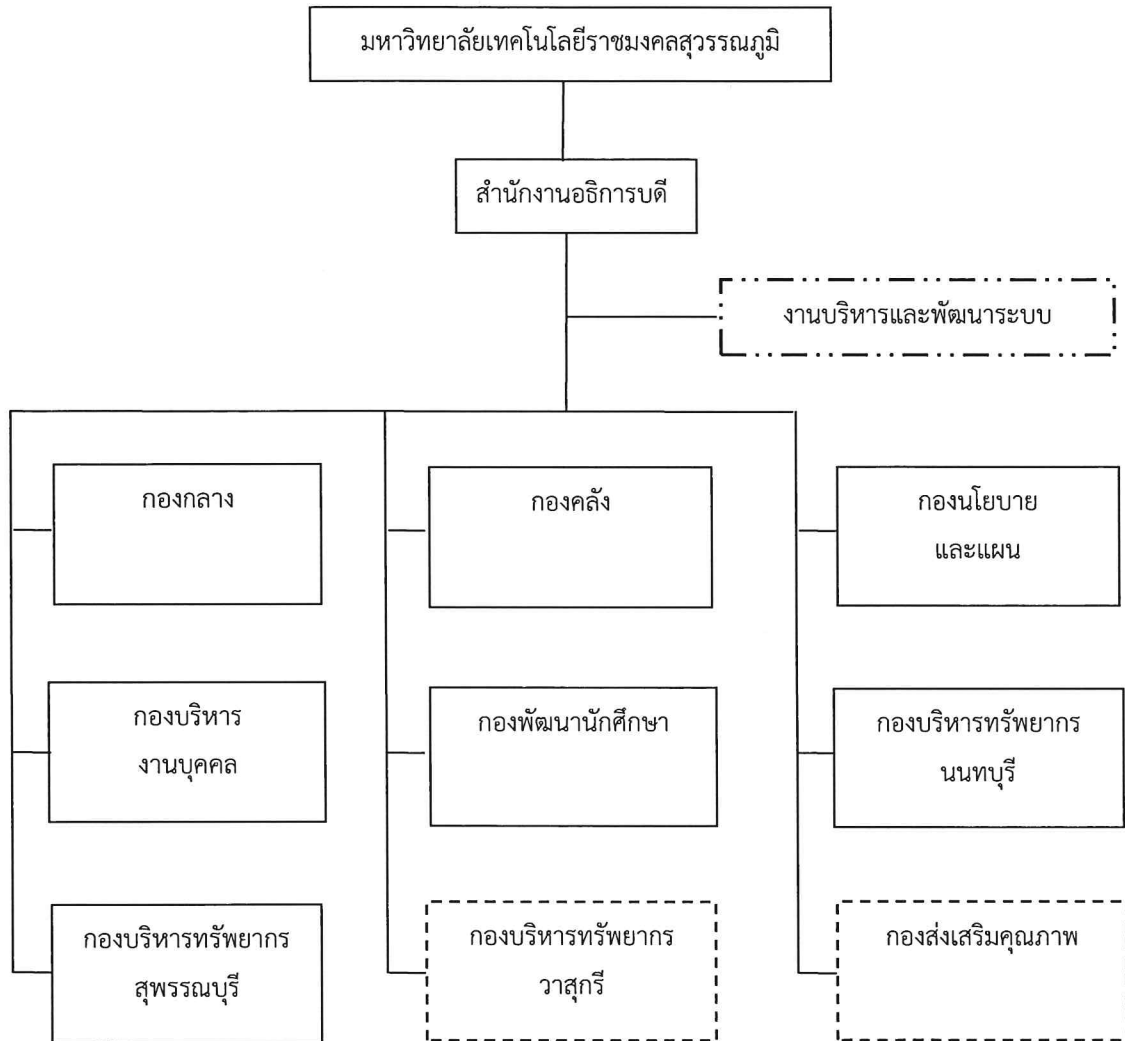 มหาวิทยาลัยเทคโนโลยีราชมงคลสุวรรณภูมิ
สำนักงานอธิการบดี
งานบริหารและพัฒนาระบบ
กองกลาง
กองคลัง
กองนโยบาย
และแผน
กองบริหาร
งานบุคคล
กองพัฒนานักศึกษา
กองบริหารทรัพยากร
นนทบุรี
กองบริหารทรัพยากร
สุพรรณบุรี
กองบริหารทรัพยากร
วาสุกรี
กองส่งเสริมคุณภาพ